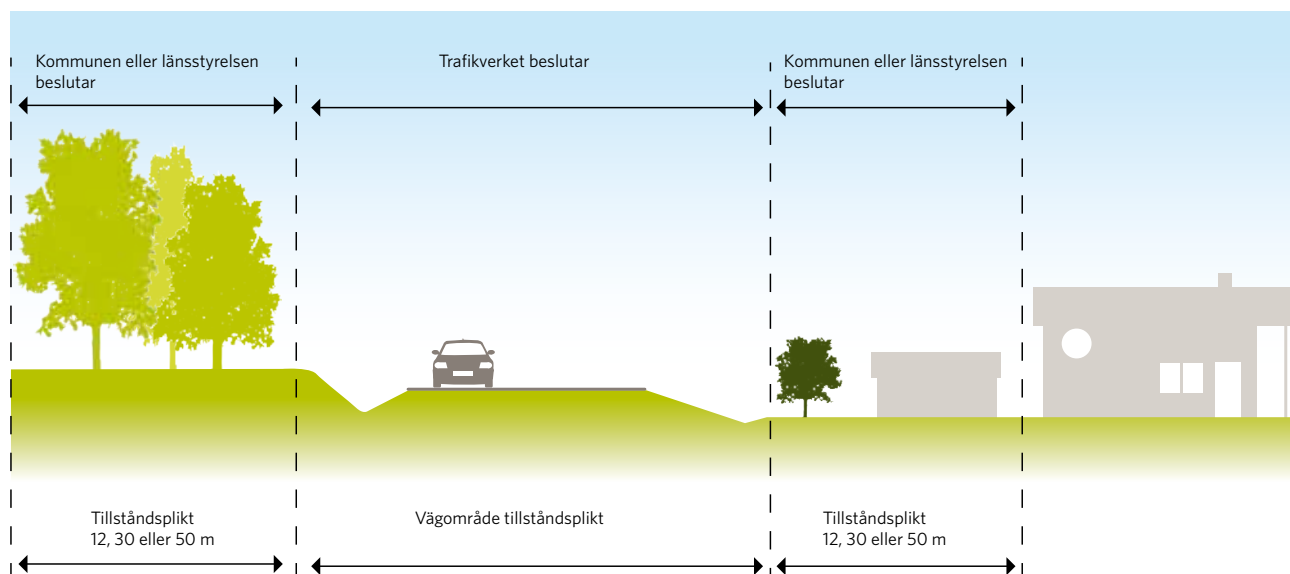 Kommunen eller länsstyrelsen
beslutar
Trafikverket beslutar
Kommunen eller länsstyrelsen
beslutar
Tillståndsplikt
12, 30 eller 50 m
Vägområde tillståndsplikt
Tillståndsplikt
12, 30 eller 50 m